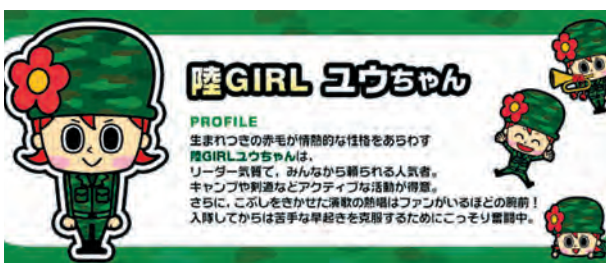 陸GIRL ユウちゃん
PROFILE
生まれつきの赤毛が情熱的な性格をあらわす
陸GIRLユウちゃんは、
リーダー気質で、みんなから頼られる人気者。
キャンプや剣道などアクティブな活動が得意。
さらに、こぶしをきかせた演歌の熱唱はファンがいるほどの腕前！
入隊してからは苦手な早起きを克服するためにこっそり奮闘中。